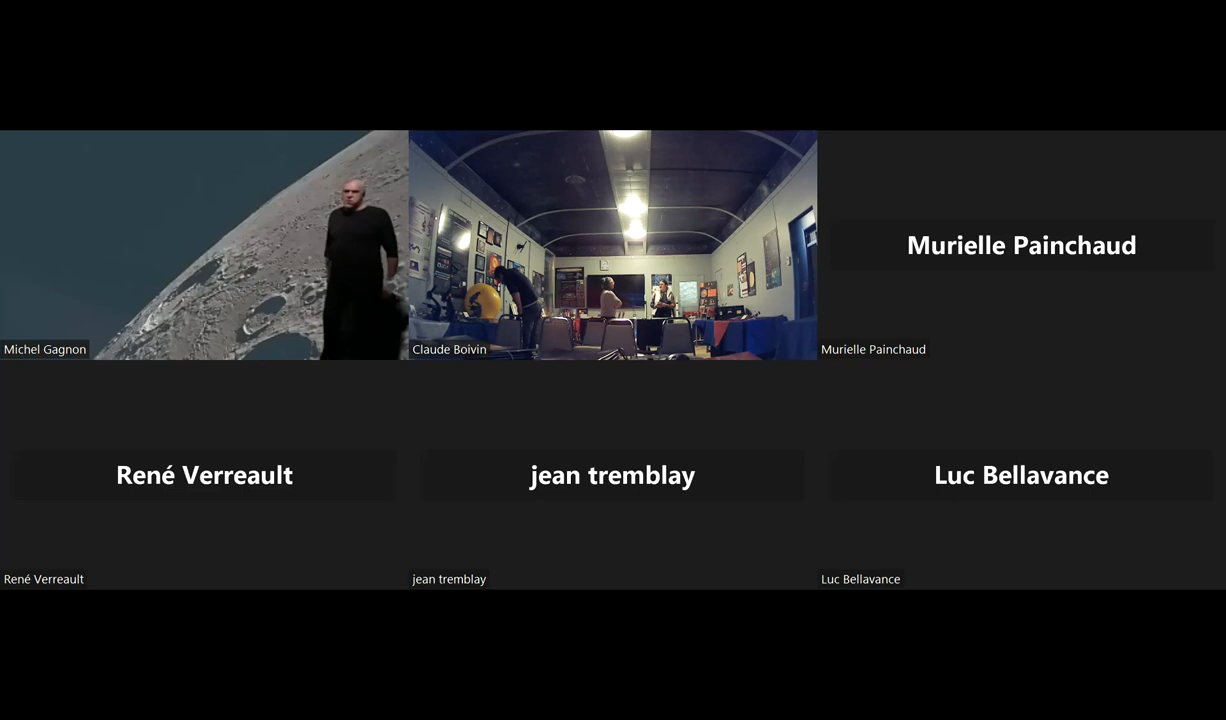 Michel Gagnon
Claude Boivin
Murielle Painchaud
Murielle Painchaud
René Verreault
René Verreault
jean tremblay
jean tremblay
Luc Bellavance
Luc Bellavance